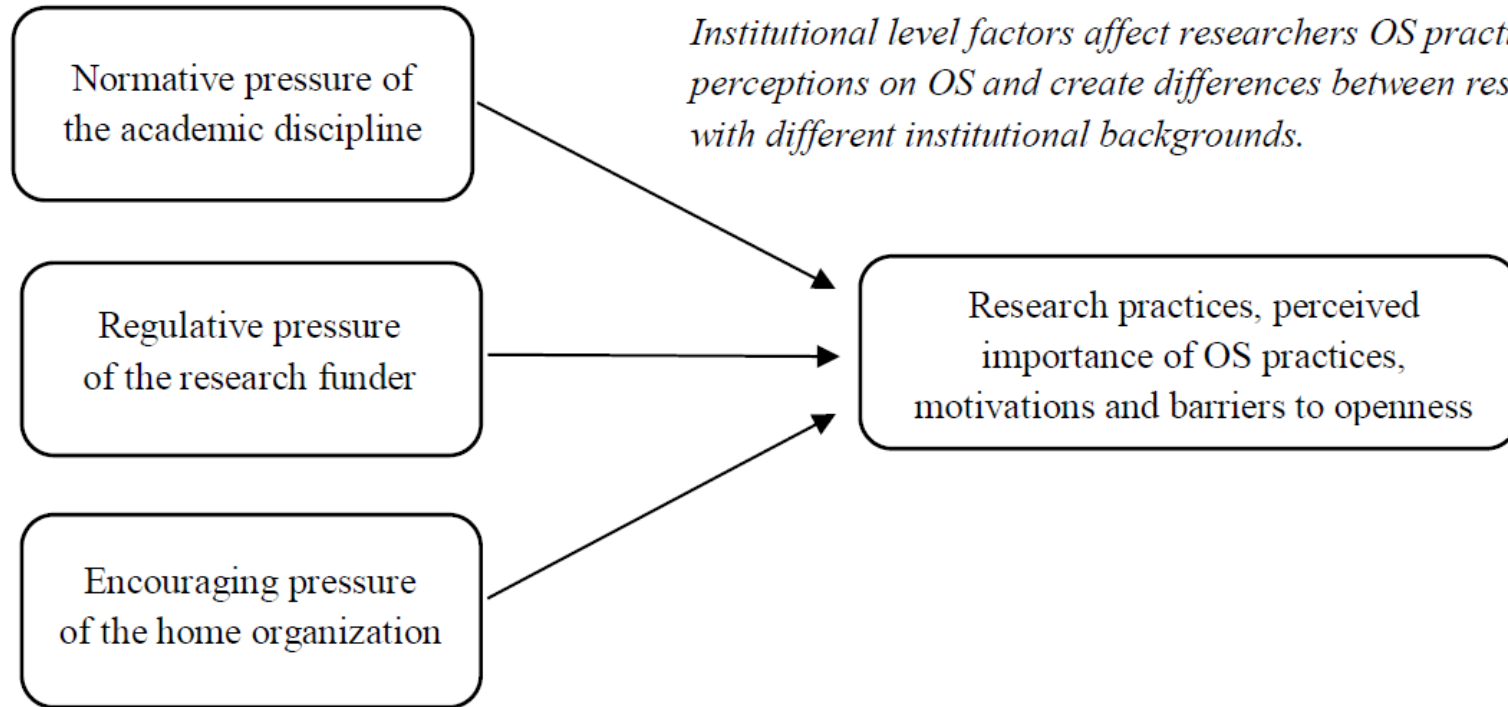 Institutional level factors affect researchers OS
perceptions on OS and create differences between
with different institutional backgrounds.
Normative pressure of
the academic discipline
Regulative pressure
of the research funder
Encouraging pressure
of the home organization
Research practices, perceived
importance of OS practices,
motivations and barriers to openness